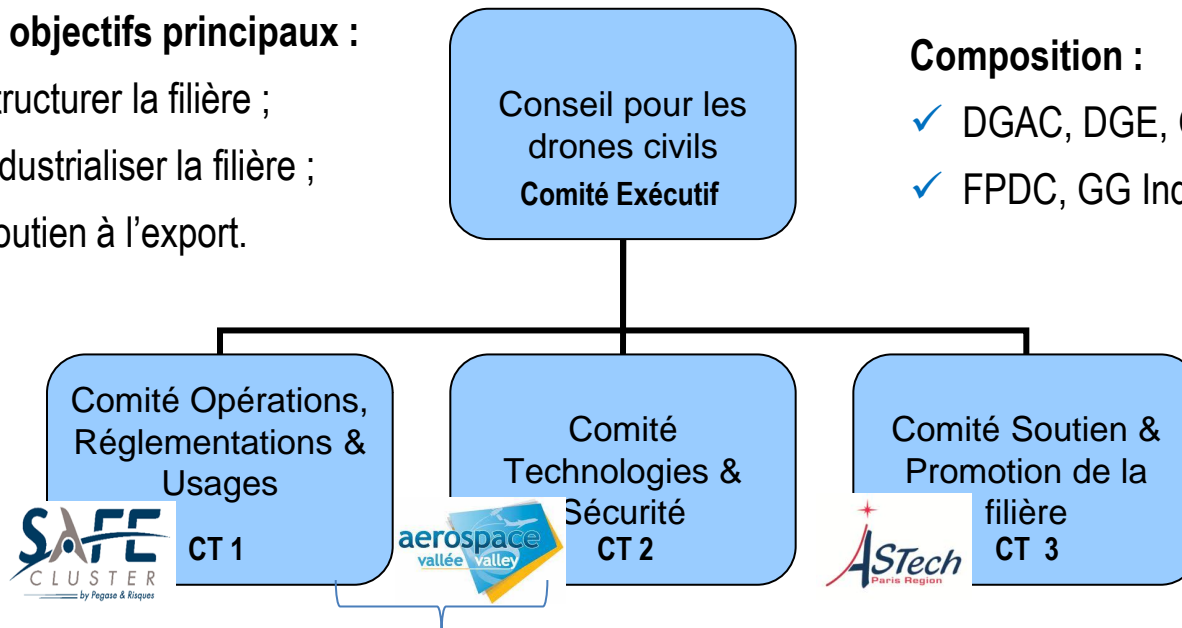 objectifs principaux :
tructurer la filière ;
dustrialiser la filière ;
outien à l'export.
Conseil pour les
drones civils
Comité Exécutif
Composition :
✓ DGAC, DGE,
✓ FPDC, GG Ind
Comité Opérations,
Réglementations &
Usages
CT 1
SAFE
CLUSTER
by Pegase & Risques
Comité
Technologies &
Sécurité
CT 2
aerospace
vallée valley
Comité Soutien &
Promotion de la
filière
CT 3
ASTech
Paris Region